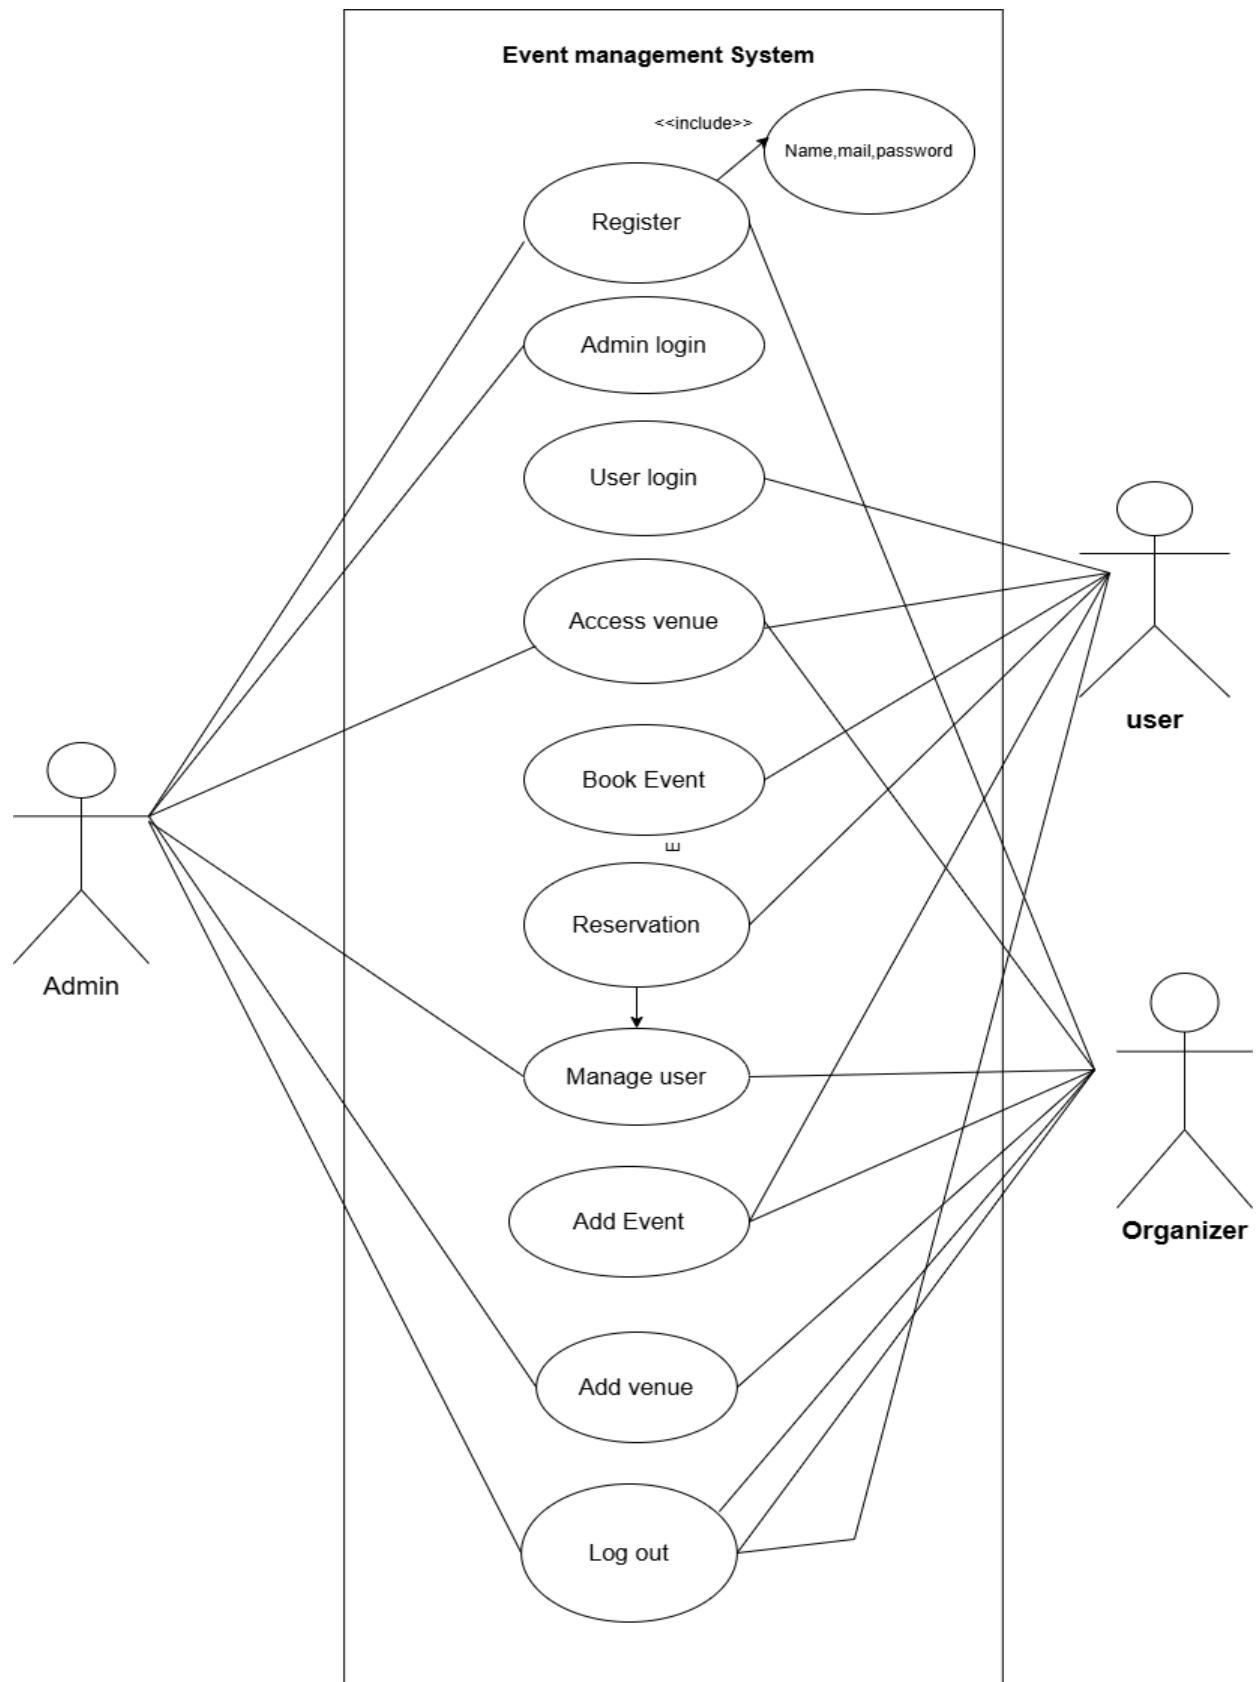 Event management System
<<include>>
Name,mail,password
Register
Admin login
User login
Access venue
user
Book Event
E
Reservation
Admin
Manage user
Add Event
Organizer
Add venue
Log out